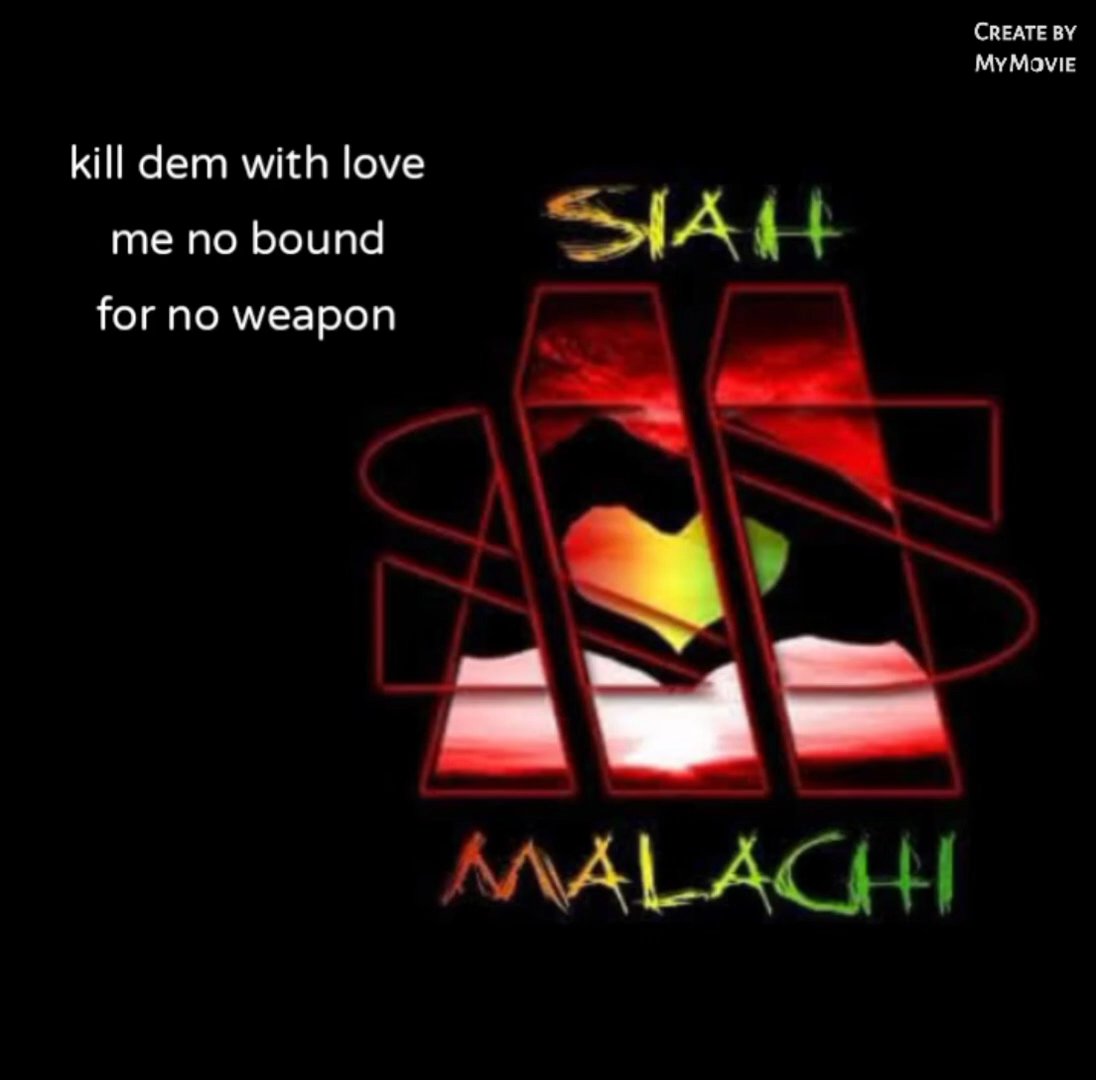 CREATE BY
MYMOVIE
kill dem with love
me no bound
for no weapon
SIAH
MALACHI